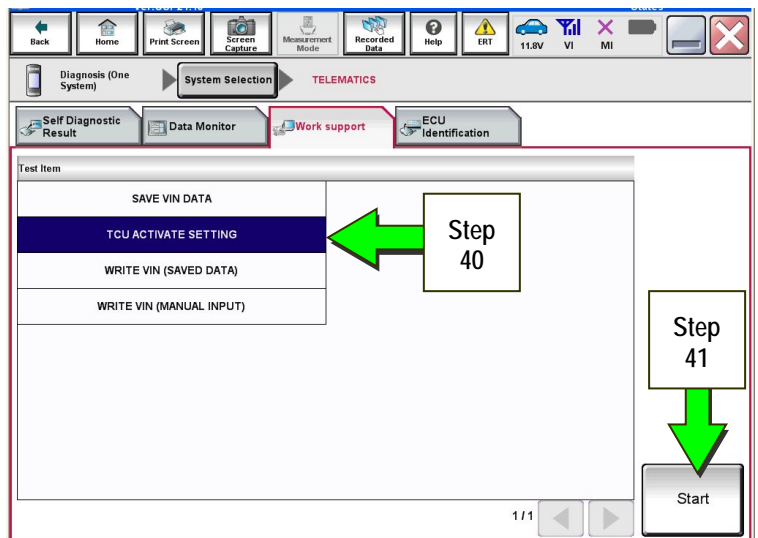 Back
Home
Print Screen
Screen
Capture
Measurement
Mode
Recorded
Data
Help
ERT
11.8V
VI
MI
Diagnosis (One
System)
System Selection
TELEMATICS
Self Diagnostic
Result
Data Monitor
Work support
ECU
Identification
Test Item
SAVE VIN DATA
TCU ACTIVATE SETTING
WRITE VIN (SAVED DATA)
WRITE VIN (MANUAL INPUT)
Step
40
Step
41
1/1
Start